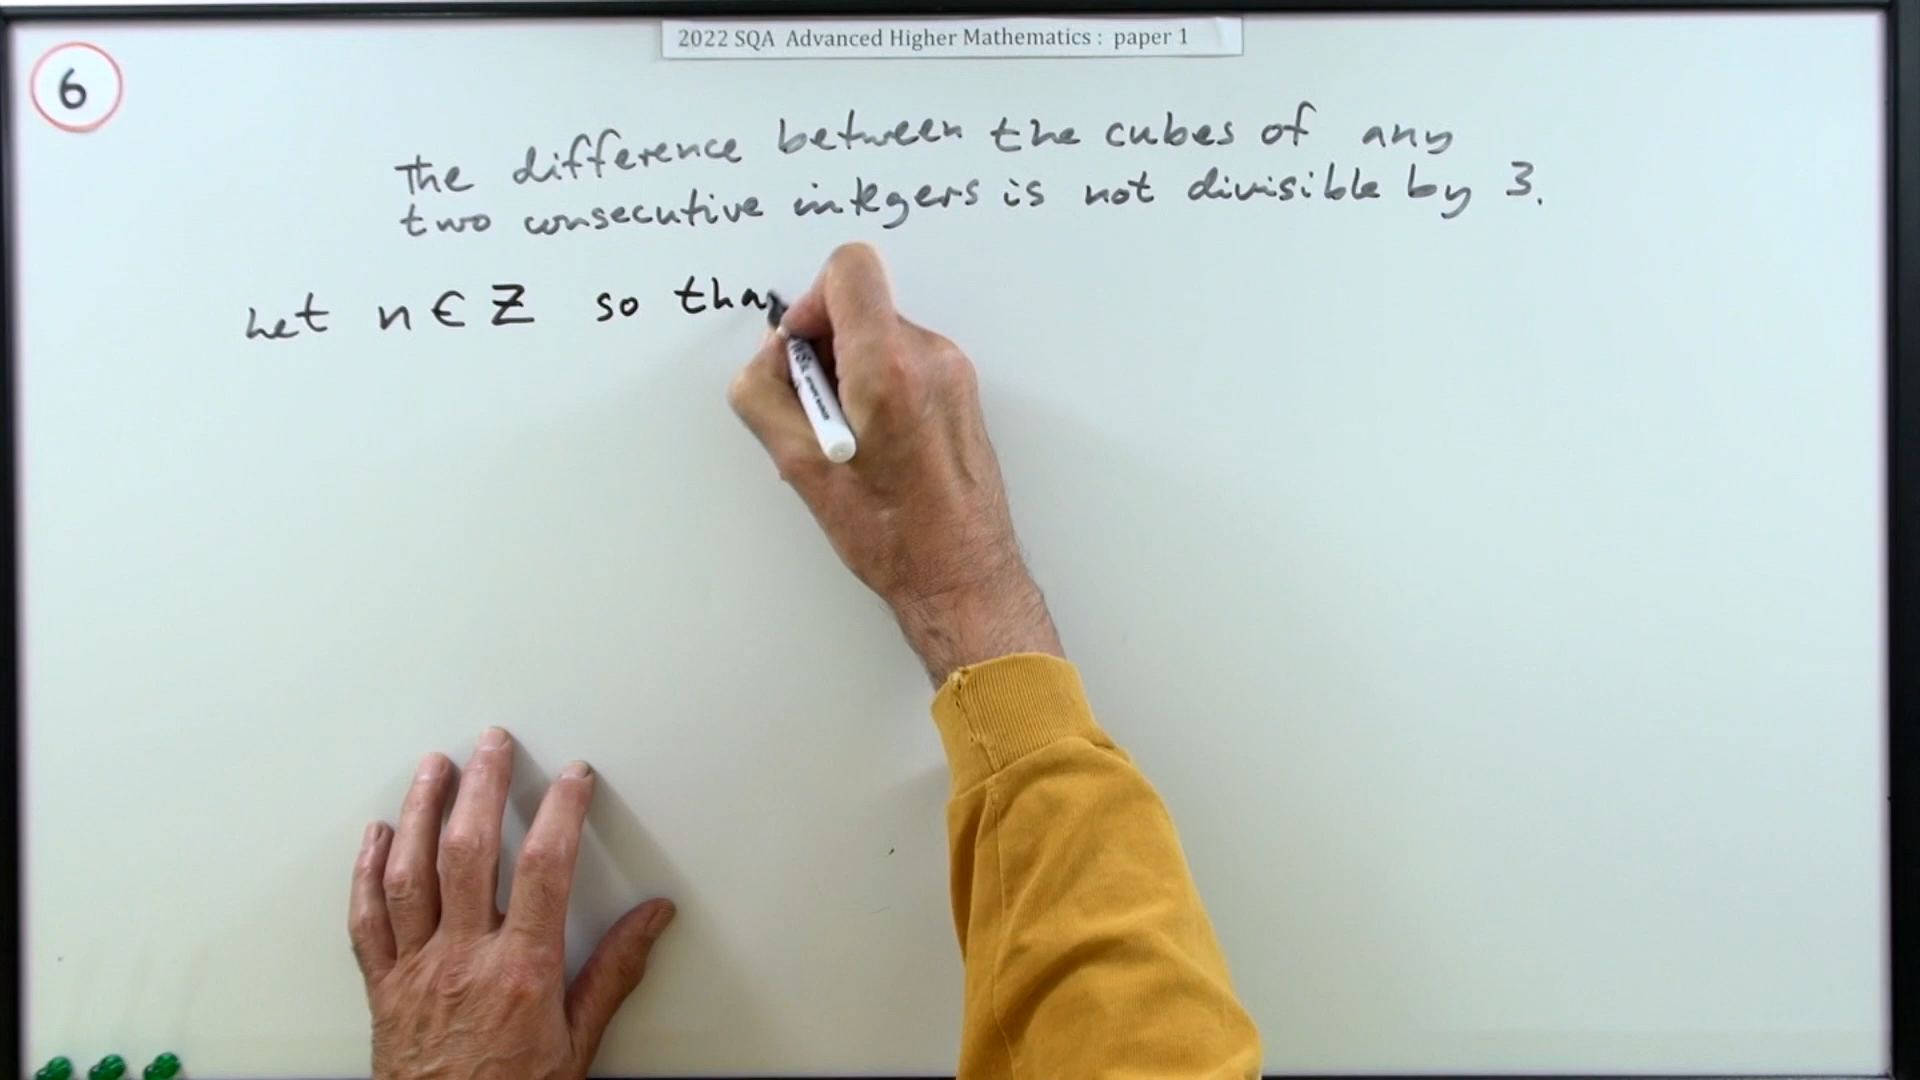 2022 SQA Advanced Higher Mathematics : paper 1
6
The difference between the cubes of any
two consecutive integers is not divisible by 3.
Let n ∈ Z so tha